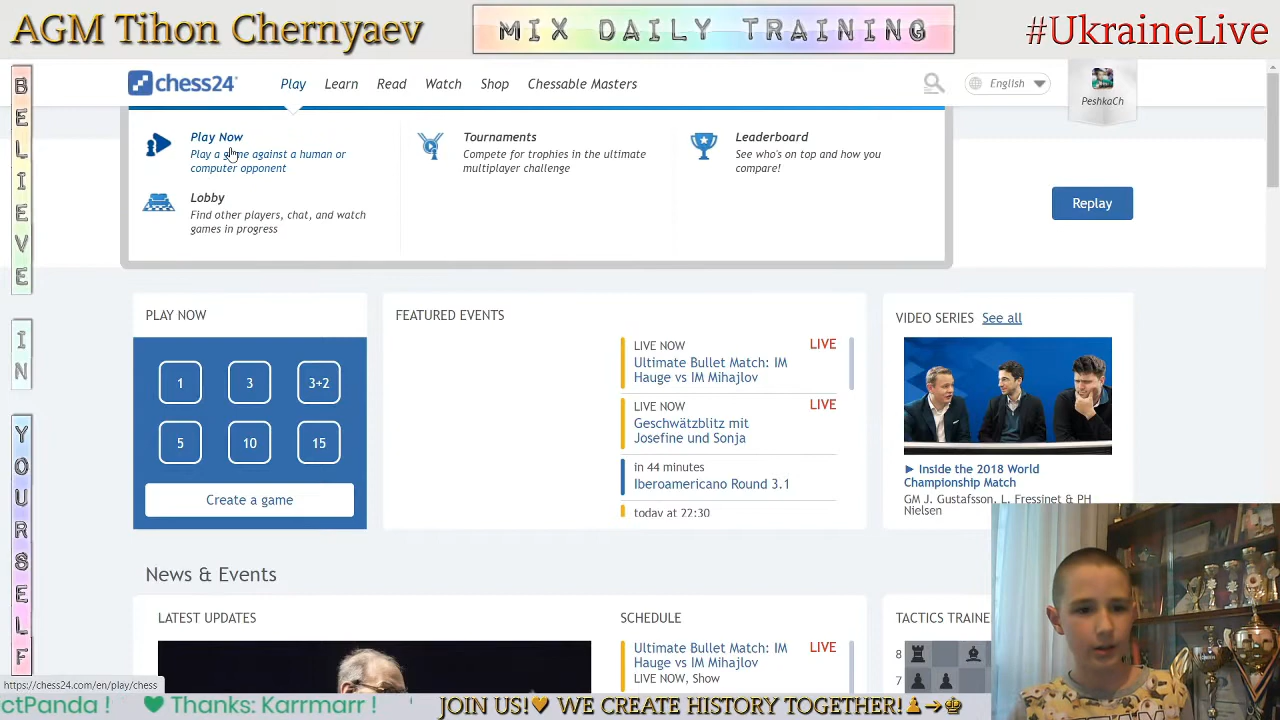 AGM Tihon Chernyaev
MIX DAILY TRAINING
#UkraineLive
BELIEVE
IN
YOURSELF
chess24
Play
Learn
Read
Watch
Shop
Chessable Masters
English
PeshkaCh
Play Now
Play a game against a human or
computer opponent
Lobby
Find other players, chat, and watch
games in progress
Tournaments
Compete for trophies in the ultimate
multiplayer challenge
Leaderboard
See who's on top and how you
compare!
Replay
PLAY NOW
1
3
3+2
5
10
15
Create a game
FEATURED EVENTS
LIVE NOW
LIVE
Ultimate Bullet Match: IM
Hauge vs IM Mihajlov
LIVE NOW
LIVE
Geschwätzblitz mit
Josefine und Sonja
in 44 minutes
Iberoamericano Round 3.1
today at 22:30
VIDEO SERIES
See all
Inside the 2018 World
Championship Match
GM J. Gustafsson, L. Fressinet & PH
Nielsen
News & Events
LATEST UPDATES
SCHEDULE
Ultimate Bullet Match: IM
LIVE
Hauge vs IM Mihajlov
LIVE NOW, Show
TACTICS TRAINE
8
7
https://chess24.com/en/play/chess
ctPanda !
Thanks: Karrmarr !
JOIN US! WE CREATE HISTORY TOGETHER!